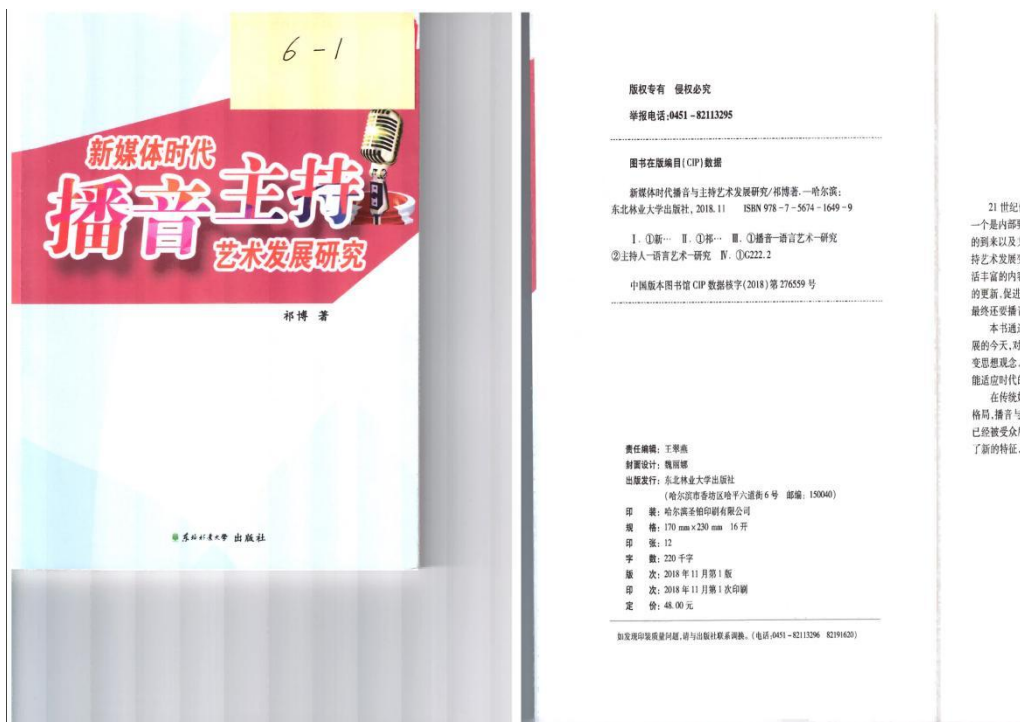 6-1
新媒体时代
播音主持
艺术发展研究
祁博 著
东北林业大学 出版社
版权专有 侵权必究
举报电话:0451-82113295
图书在版编目(CIP)数据
新媒体时代播音与主持艺术发展研究/祁博著.—哈尔滨:
东北林业大学出版社,2018.11 ISBN 978-7-5674-1649-9
Ⅰ.①新… Ⅱ.①祁… Ⅲ.①播音—语言艺术—研究
②主持人—语言艺术—研究 Ⅳ.①G222.2
中国版本图书馆 CIP 数据核字(2018)第 276559 号
责任编辑:王翠燕
封面设计:魏丽娜
出版发行:东北林业大学出版社
(哈尔滨市香坊区哈平六道街6号 邮编:150040)
印 装:哈尔滨圣铂印刷有限公司
规 格:170 mm×230 mm 16开
印 张:12
字 数:220千字
版 次:2018年11月第1版
印 次:2018年11月第1次印刷
定 价:48.00元
如发现印装质量问题,请与出版社联系调换。(电话:0451-82113296 82191620)
21世纪
一个是内部
的到来以及
持艺术发展
话丰富的内
的更新,促进
最终还要播
本书通
展的今天,对
变思想观念
能适应时代
在传统
格局,播音与
已经被受众
了新的特征